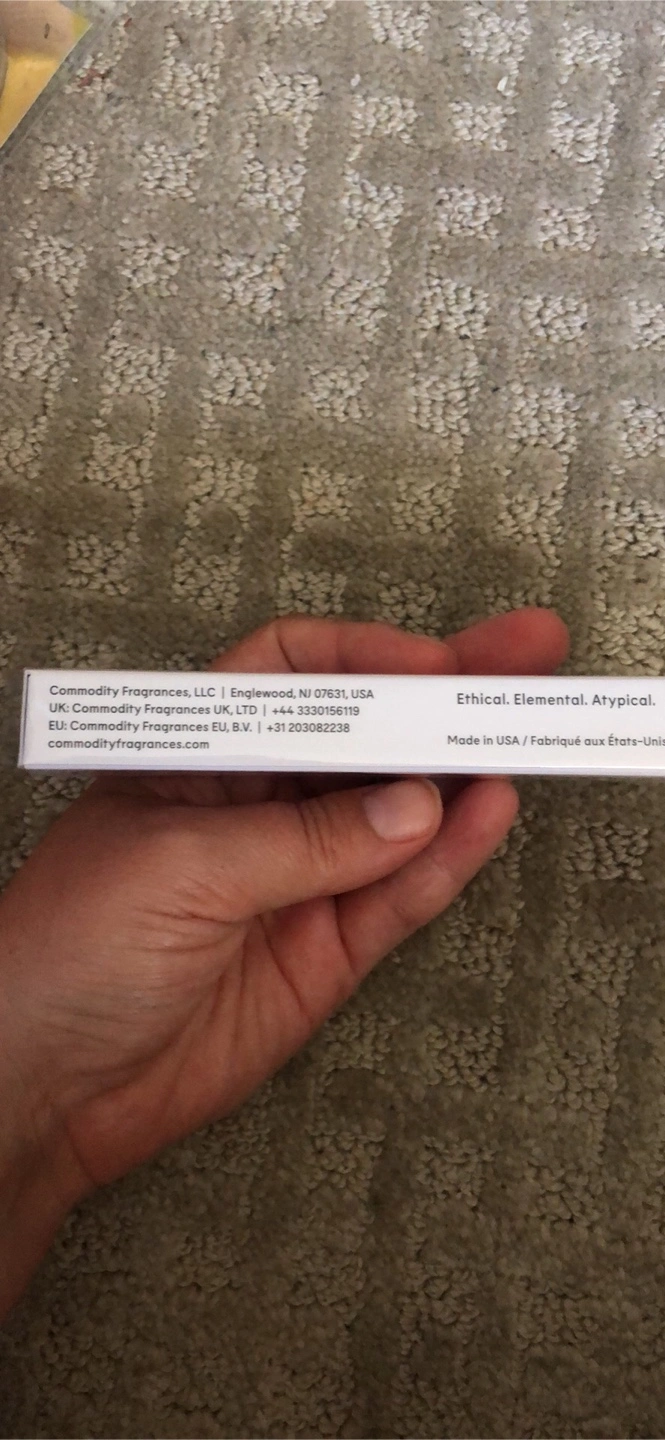 Commodity Fragrances, LLC | Englewood, NJ 07631, USA
UK: Commodity Fragrances UK, LTD | +44 3330156119
EU: Commodity Fragrances EU, B.V. | +31 203082238
commodityfragrances.com
Ethical. Elemental. Atypical.
Made in USA / Fabriqué aux États-Unis